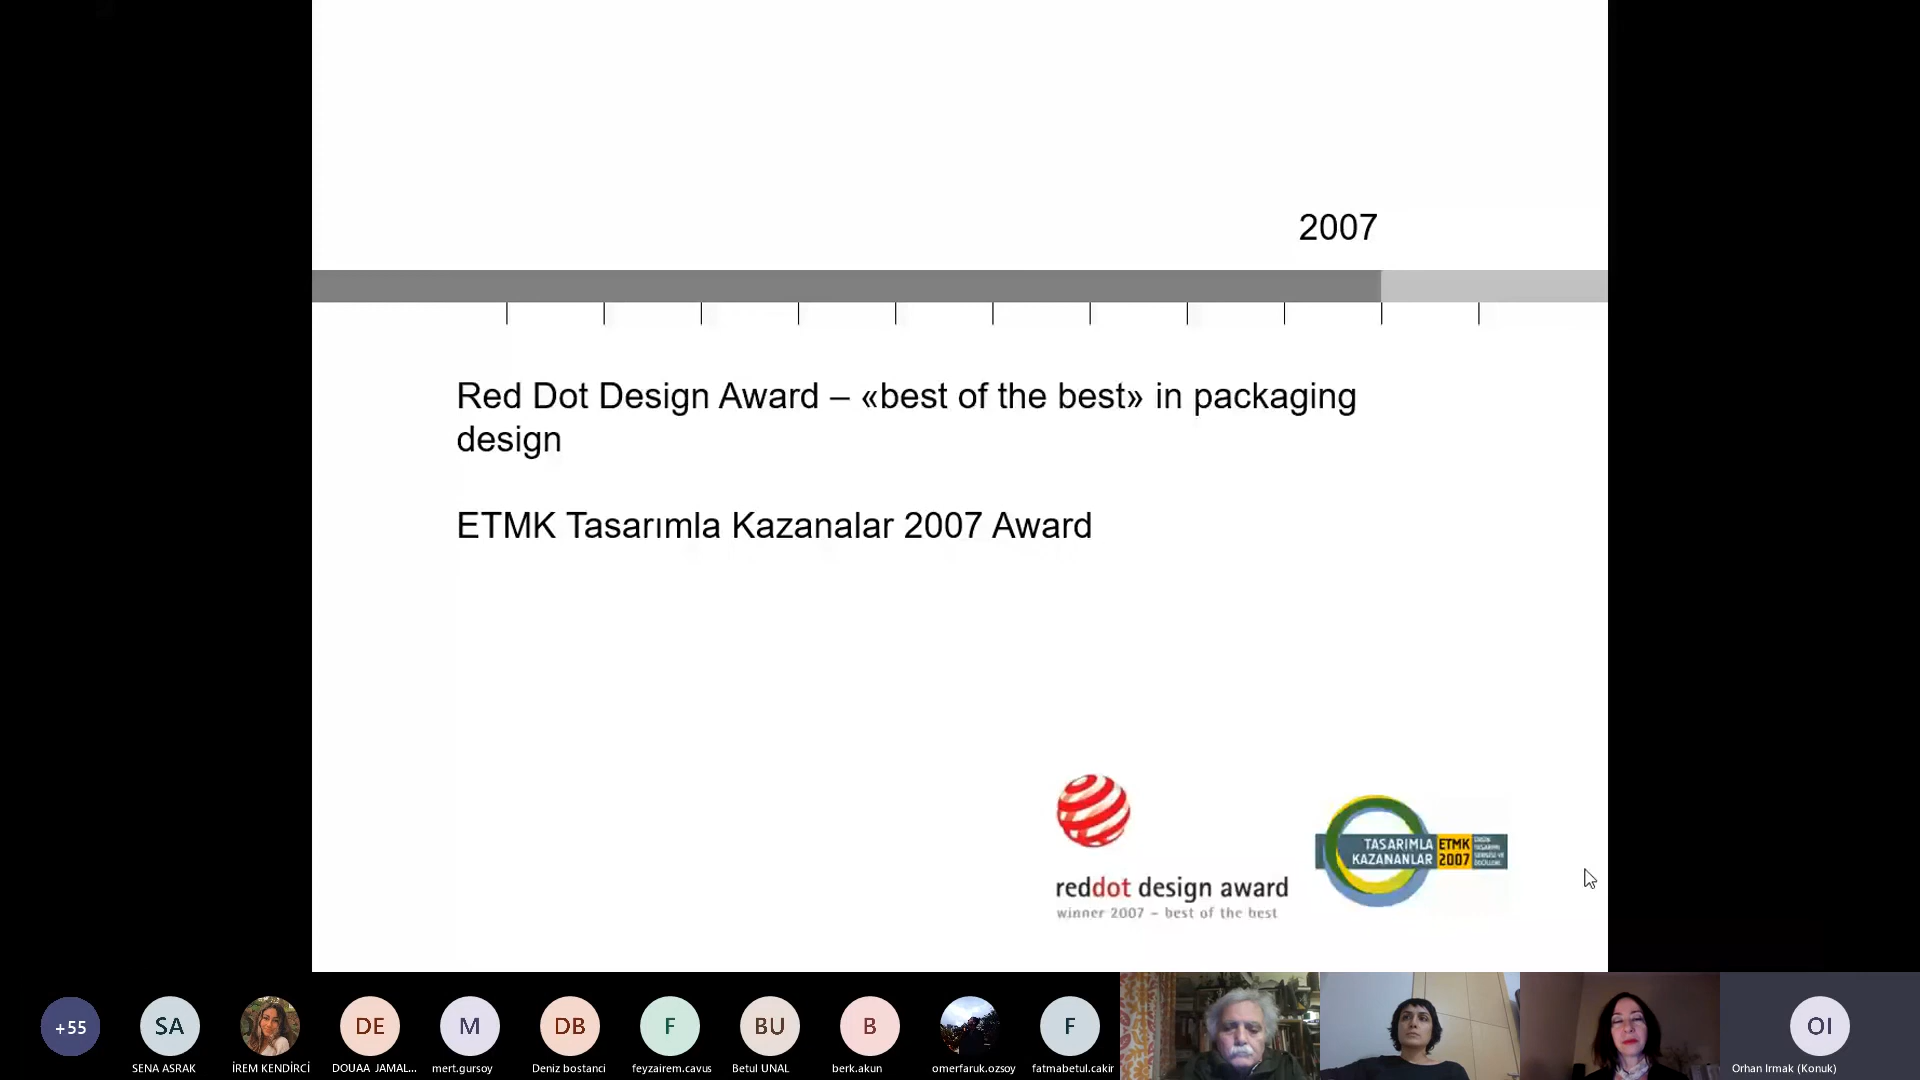 2007
Red Dot Design Award – «best of the best» in packaging
design
ETMK Tasarımla Kazanalar 2007 Award
reddot design award
winner 2007 – best of the best
TASARIMLA
KAZANANLAR
ETMK
2007
+55
SA
DE
M
DB
F
BU
B
F
OI
SENA ASRAK
İREM KENDİRCİ
DOUAA JAMAL...
mert.gursoy
Deniz bostanci
feyzairem.cavus
Betul UNAL
berk.akun
omerfaruk.ozsoy
fatmabetul.cakir
Orhan Irmak (Konuk)